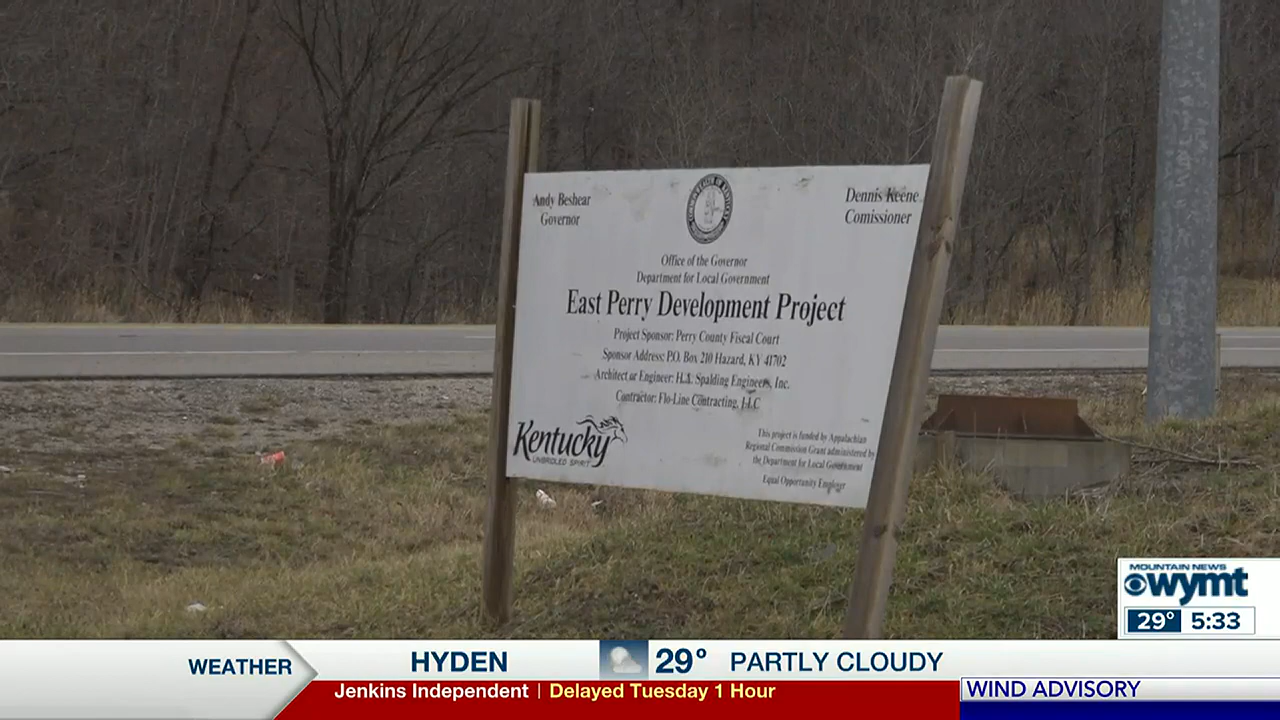 Andy Beshear
Governor
Dennis Keene
Comissioner
Office of the Governor
Department for Local Government
East Perry Development Project
Project Sponsor: Perry County Fiscal Court
Sponsor Address: P.O. Box 210 Hazard, KY 41702
Architect or Engineer: H.A. Spalding Engineers, Inc.
Contractor: Flo-Line Contracting, LLC
Kentucky
UNBRIDLED SPIRIT
This project is funded by Appalachian
Regional Commission Grant administered by
the Department for Local Government
Equal Opportunity Employer
MOUNTAIN NEWS
wymt
29° 5:33
WEATHER HYDEN 29° PARTLY CLOUDY
Jenkins Independent | Delayed Tuesday 1 Hour
WIND ADVISORY